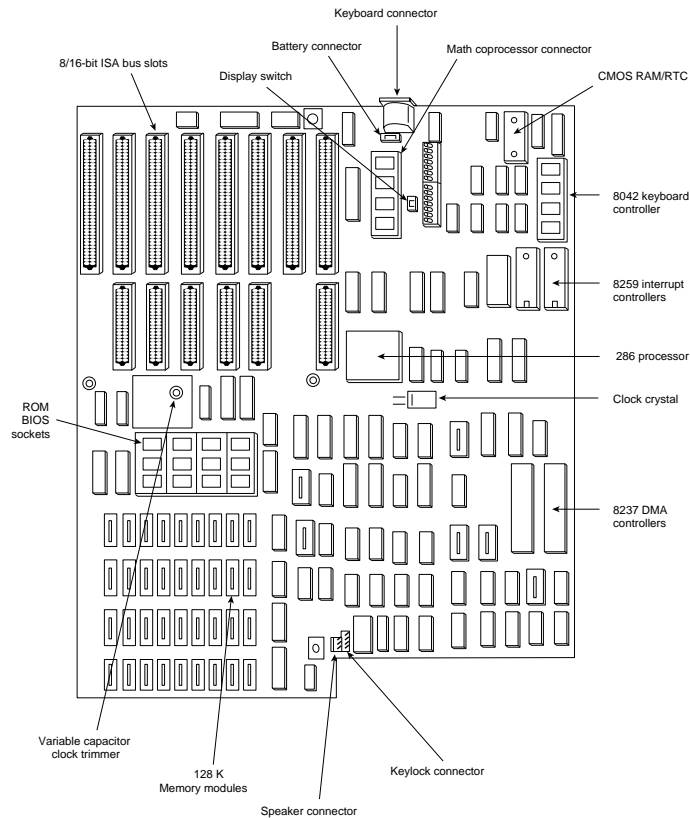 Keyboard connector
Battery connector
Math coprocessor connector
8/16-bit ISA bus slots
Display switch
CMOS RAM/RTC
8042 keyboard
controller
8259 interrupt
controllers
286 processor
Clock crystal
ROM
BIOS
sockets
8237 DMA
controllers
Variable capacitor
clock trimmer
128 K
Memory modules
Keylock connector
Speaker connector